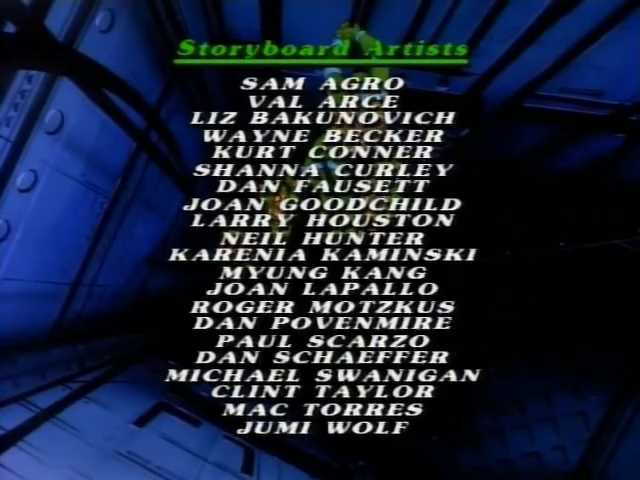 Storyboard Artists
SAM AGRO
VAL ARCE
LIZ BAKUNOVICH
WAYNE BECKER
KURT CONNER
SHANNA CURLEY
DAN FAUSETT
JOAN GOODCHILD
LARRY HOUSTON
NEIL HUNTER
KARENIA KAMINSKI
MYUNG KANG
JOAN LAPALLO
ROGER MOTZKUS
DAN POVENMIRE
PAUL SCARZO
DAN SCHAEFFER
MICHAEL SWANIGAN
CLINT TAYLOR
MAC TORRES
JUMI WOLF